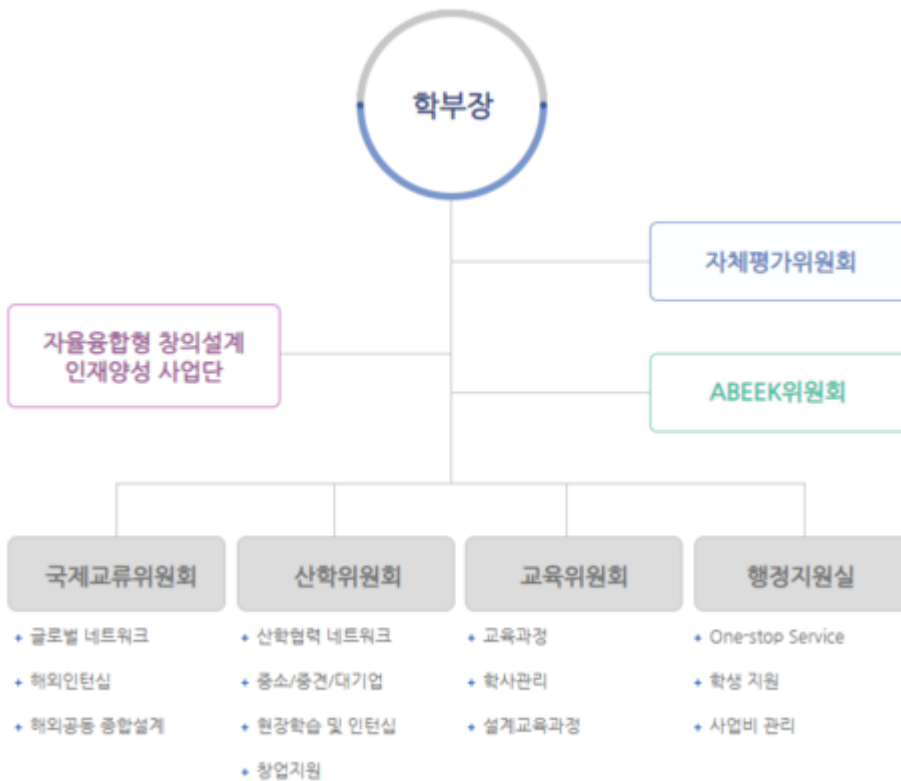 학부장
자체평가위원회
자율융합형 창의설계
인재양성 사업단
ABEEK위원회
국제교류위원회
산학위원회
교육위원회
행정지원실
+ 글로벌 네트워크
+ 해외인턴십
+ 해외공동 종합설계
+ 산학협력 네트워크
+ 중소/중견/대기업
+ 현장학습 및 인턴십
+ 창업지원
+ 교육과정
+ 학사관리
+ 설계교육과정
+ One-stop Service
+ 학생 지원
+ 사업비 관리